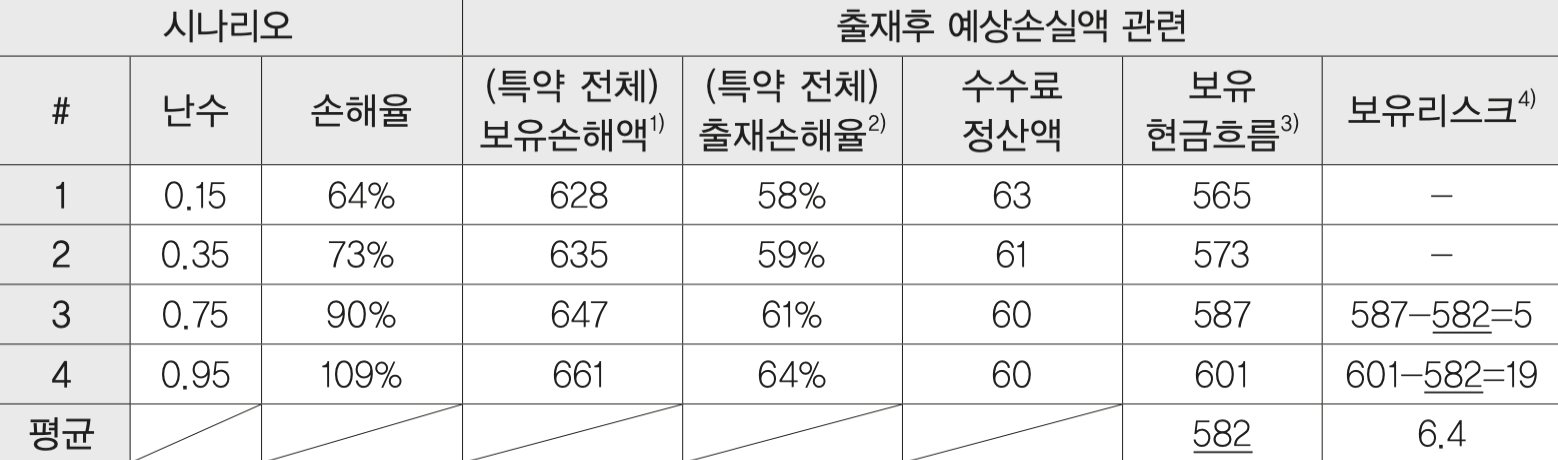 시나리오 출재후 예상손실액 관련
# 난수 손해율 (특약 전체) 보유손해액1) (특약 전체) 출재손해율2) 수수료 정산액 보유 현금흐름3) 보유리스크4)
1 0.15 64% 628 58% 63 565 –
2 0.35 73% 635 59% 61 573 –
3 0.75 90% 647 61% 60 587 587–582=5
4 0.95 109% 661 64% 60 601 601–582=19
평균 582 6.4